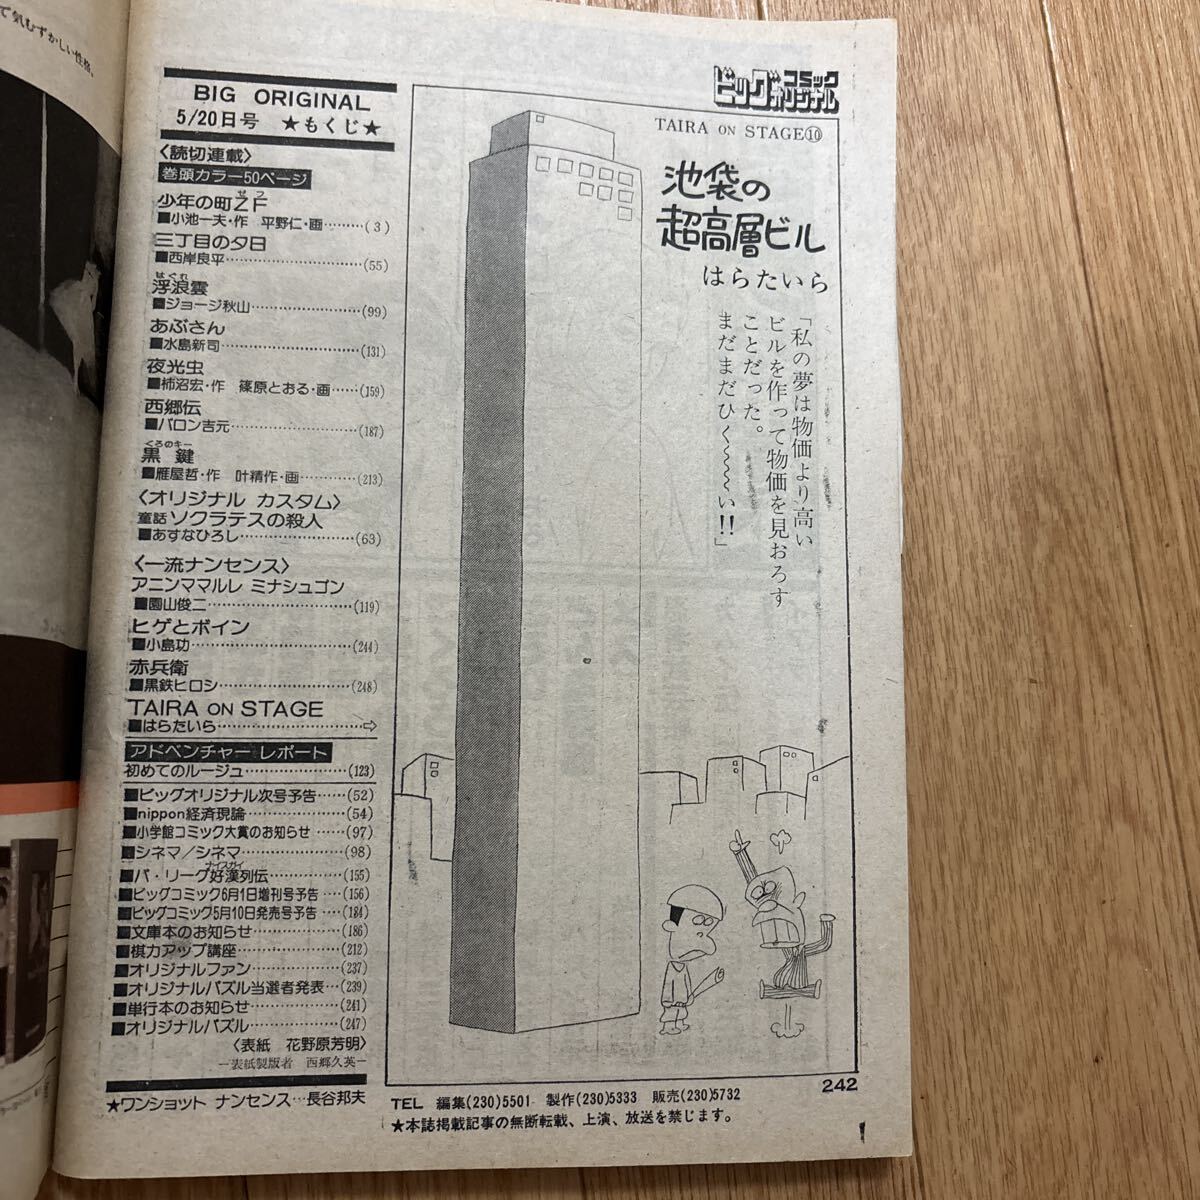 で気むずかしい性格。
BIG ORIGINAL
5/20日号 ★もくじ★
〈読切連載〉
巻頭カラー50ページ
少年の町ZF
ゼフ
■小池一夫・作 平野仁・画………(3)
三丁目の夕日
■西岸良平……………………………(55)
はぐれ
浮浪雲
■ジョージ秋山………………………(99)
あぶさん
■水島新司……………………………(131)
夜光虫
■柿沼宏・作 篠原とおる・画……(159)
西郷伝
■バロン吉元…………………………(187)
くろのキー
黒鍵
■雁屋哲・作 叶精作・画…………(213)
〈オリジナル カスタム〉
童話 ソクラテスの殺人
■あすなひろし………………………(63)
〈一流ナンセンス〉
アニンママルレ ミナシュゴン
■園山俊二……………………………(119)
ヒゲとボイン
■小島功………………………………(244)
赤兵衛
■黒鉄ヒロシ…………………………(248)
TAIRA ON STAGE
■はらたいら…………………………⇨
アドベンチャー レポート
初めてのルージュ……………………(123)
■ビッグオリジナル次号予告……(52)
■nippon経済現論…………………(54)
■小学館コミック大賞のお知らせ……(97)
■シネマ/シネマ…………………(98)
ナイスガイ
■パ・リーグ好漢列伝……………(155)
■ビッグコミック6月1日増刊号予告…(156)
■ビッグコミック5月10日発売号予告…(184)
■文庫本のお知らせ………………(186)
■棋力アップ講座…………………(212)
■オリジナルファン………………(237)
■オリジナルパズル当選者発表…(239)
■単行本のお知らせ………………(241)
■オリジナルパズル………………(247)
〈表紙 花野原芳明〉
―表紙製版者 西郷久英―
★ワンショット ナンセンス…長谷邦夫
ビッグコミックオリジナル
TAIRA ON STAGE⑩
池袋の
超高層ビル
はらたいら
「私の夢は物価より高い
ビルを作って物価を見おろす
ことだった。
まだまだひく〜〜い!!」
242
TEL 編集(230)5501 製作(230)5333 販売(230)5732
★本誌掲載記事の無断転載、上演、放送を禁じます。